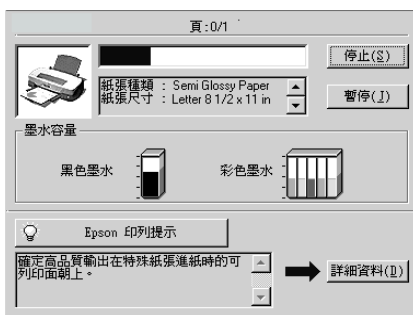 頁:0/1
停止(S)
紙張種類 : Semi Glossy Paper
紙張尺寸 : Letter 8 1/2 x 11 in
暫停(J)
墨水容量
黑色墨水
彩色墨水
Epson 印列提示
確定高品質輸出在特殊紙張進紙時的可
列印面朝上。
詳細資料(D)